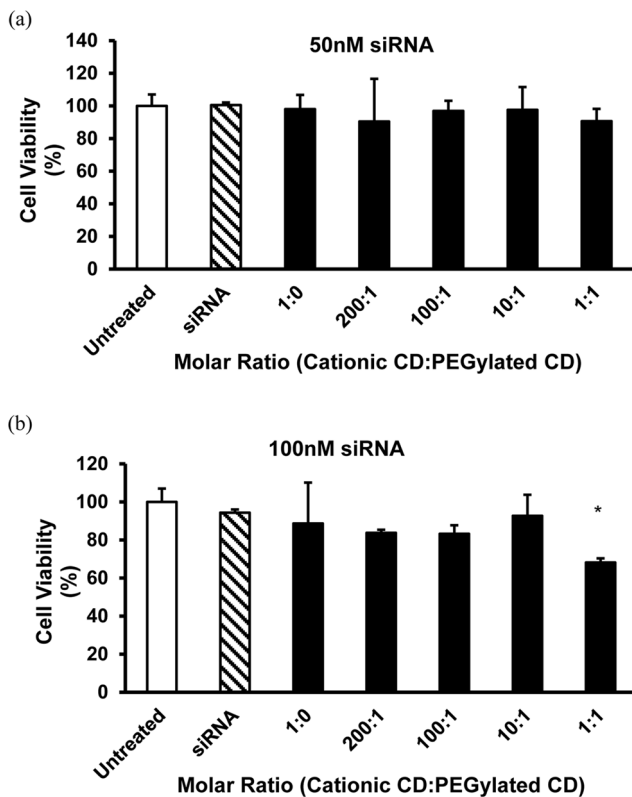 (a)
50nM siRNA
140
120
100
80
60
40
20
0
Cell Viability
(%)
Untreated
siRNA
1:0
200:1
100:1
10:1
1:1
Molar Ratio (Cationic CD:PEGylated CD)
(b)
100nM siRNA
120
100
80
60
40
20
0
Cell Viability
(%)
*
Untreated
siRNA
1:0
200:1
100:1
10:1
1:1
Molar Ratio (Cationic CD:PEGylated CD)